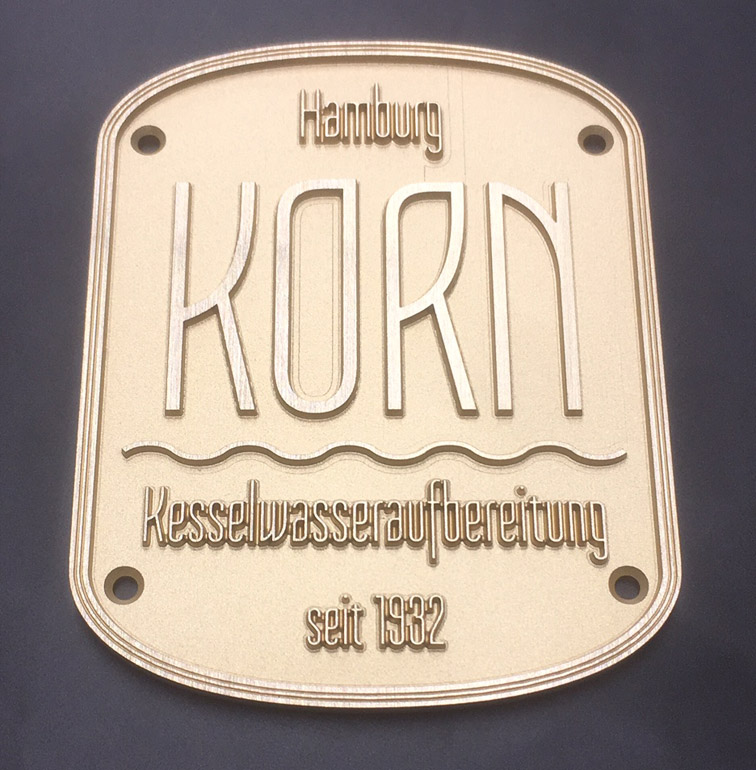 Hamburg
KORN
Kesselwasseraufbereitung
seit 1932